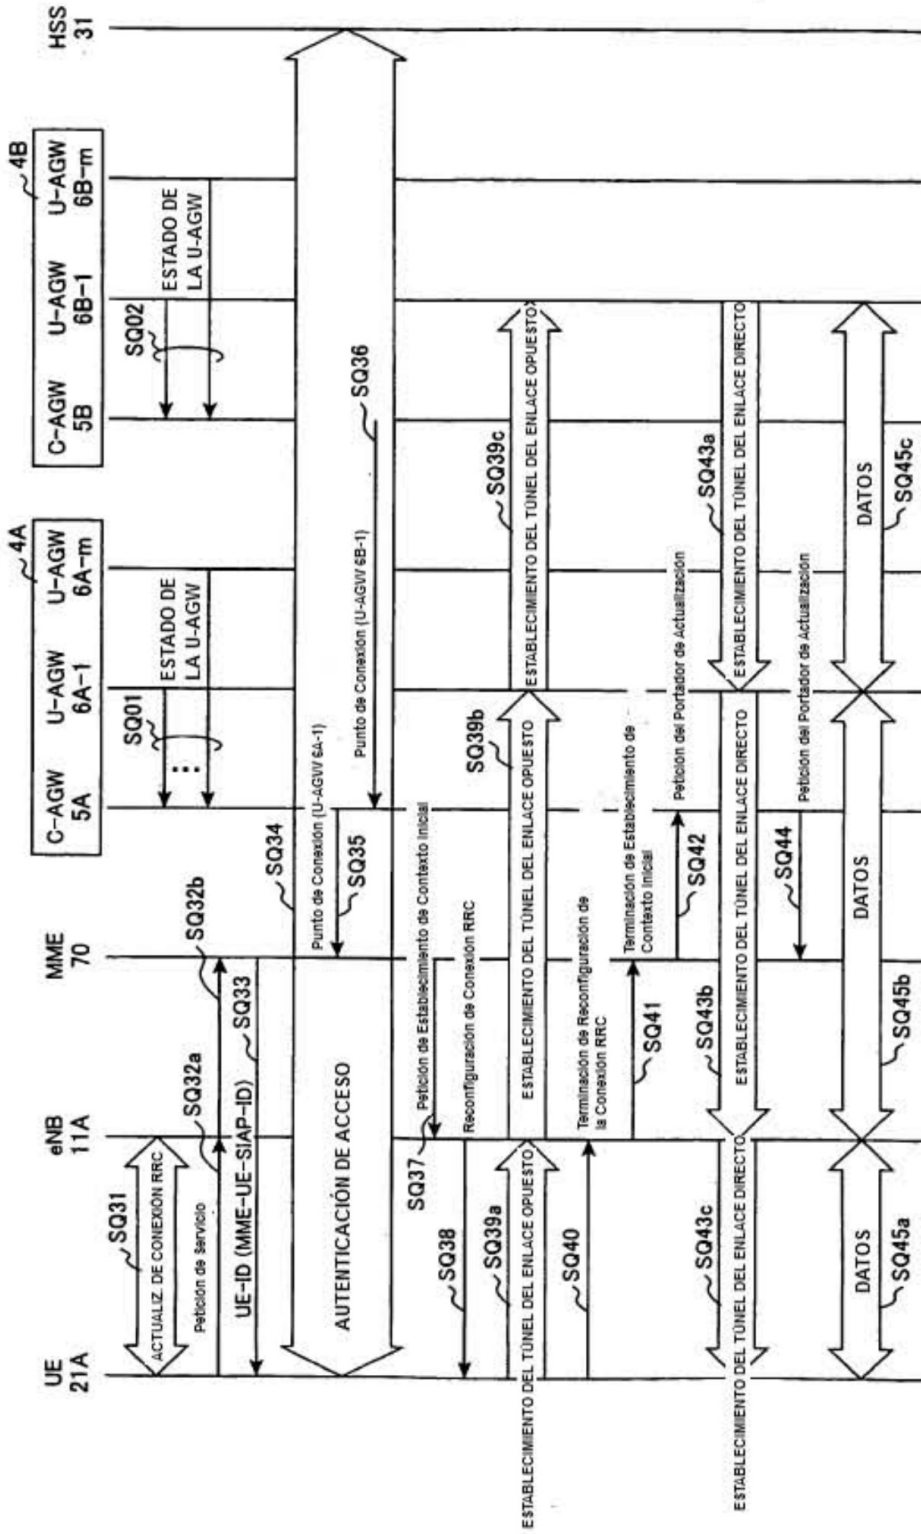 UE
21A
eNB
11A
MME
70
4A
C-AGW
5A
U-AGW
6A-1
U-AGW
6A-m
4B
C-AGW
5B
U-AGW
6B-1
U-AGW
6B-m
HSS
31
SQ01
ESTADO DE
LA U-AGW
...
SQ02
ESTADO DE
LA U-AGW
SQ31
ACTUALIZ DE CONEXIÓN RRC
Petición de Servicio
SQ32a
SQ32b
UE-ID (MME-UE-SIAP-ID)
SQ33
SQ34
AUTENTICACIÓN DE ACCESO
Punto de Conexión (U-AGW 6A-1)
SQ35
Punto de Conexión (U-AGW 6B-1)
SQ36
SQ37
Petición de Establecimiento de Contexto Inicial
SQ38
Reconfiguración de Conexión RRC
SQ39a
ESTABLECIMIENTO DEL TÚNEL DEL ENLACE OPUESTO
SQ39b
ESTABLECIMIENTO DEL TÚNEL DEL ENLACE OPUESTO
SQ39c
ESTABLECIMIENTO DEL TÚNEL DEL ENLACE OPUESTO
SQ40
Terminación de Reconfiguración de
la Conexión RRC
SQ41
Terminación de Establecimiento de
Contexto Inicial
SQ42
Petición del Portador de Actualización
SQ43c
ESTABLECIMIENTO DEL TÚNEL DEL ENLACE DIRECTO
SQ43b
ESTABLECIMIENTO DEL TÚNEL DEL ENLACE DIRECTO
SQ43a
ESTABLECIMIENTO DEL TÚNEL DEL ENLACE DIRECTO
SQ44
Petición del Portador de Actualización
DATOS
SQ45a
DATOS
SQ45b
DATOS
SQ45c